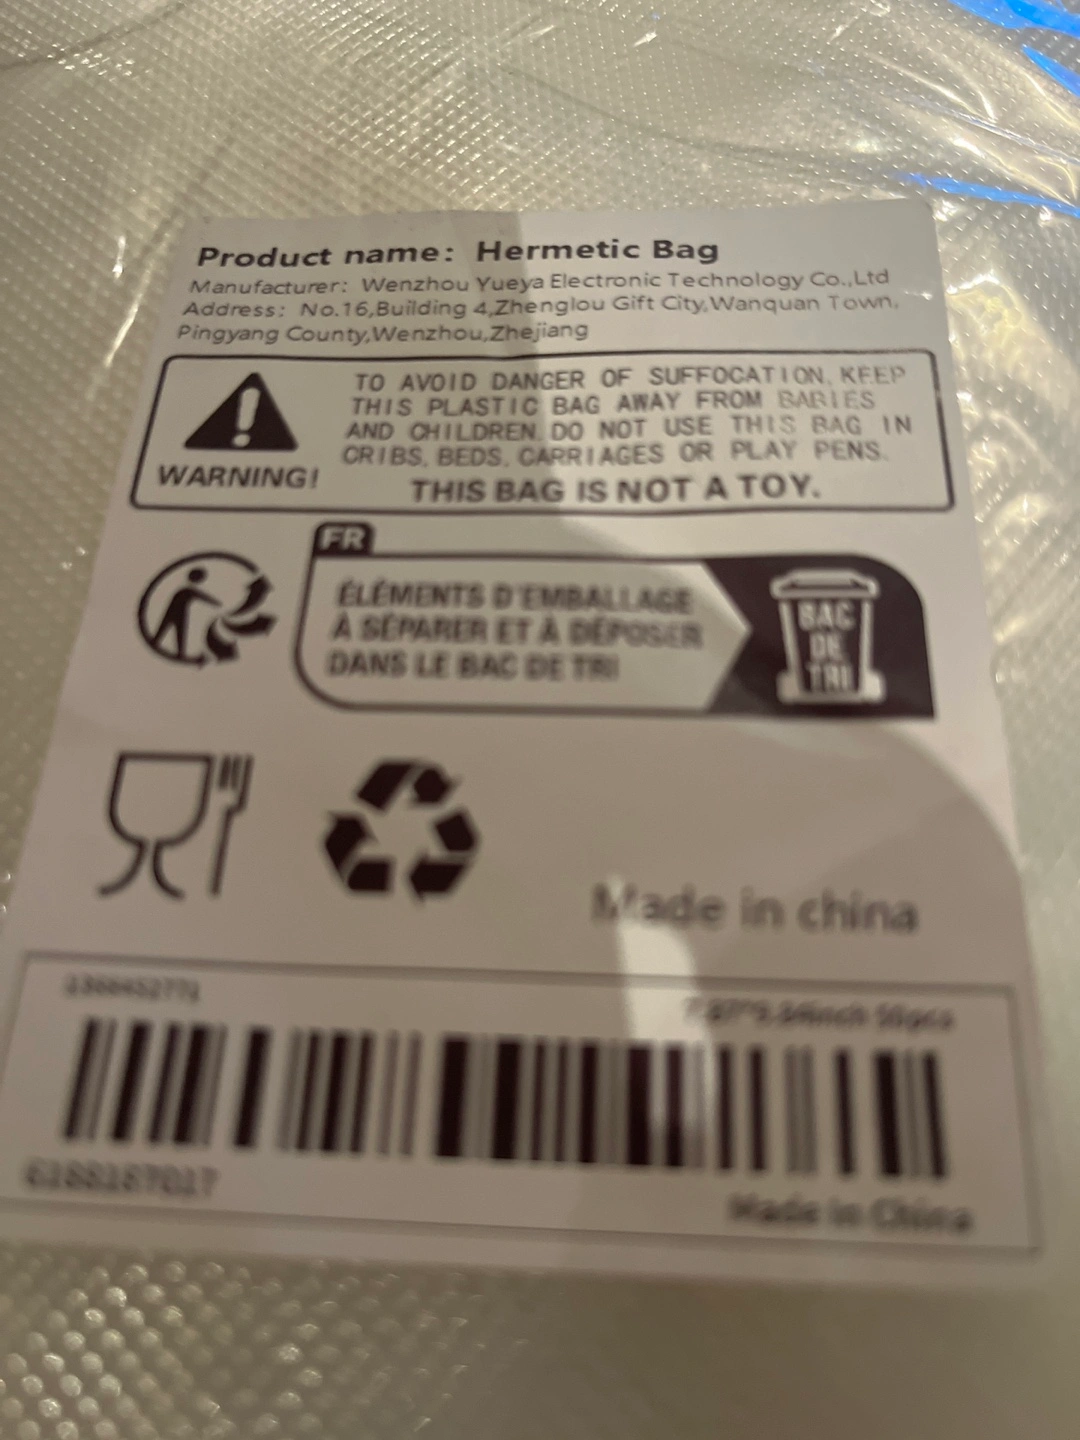 Product name: Hermetic Bag
Manufacturer: Wenzhou Yueya Electronic Technology Co.,Ltd
Address: No.16,Building 4,Zhenglou Gift City,Wanquan Town,
Pingyang County,Wenzhou,Zhejiang
TO AVOID DANGER OF SUFFOCATION, KEEP
THIS PLASTIC BAG AWAY FROM BABIES
AND CHILDREN. DO NOT USE THIS BAG IN
CRIBS, BEDS, CARRIAGES OR PLAY PENS.
WARNING!
THIS BAG IS NOT A TOY.
FR
ÉLÉMENTS D'EMBALLAGE
À SÉPARER ET À DÉPOSER
DANS LE BAC DE TRI
BAC
DE
TRI
Made in china
50pcs
6188187017
Made in China